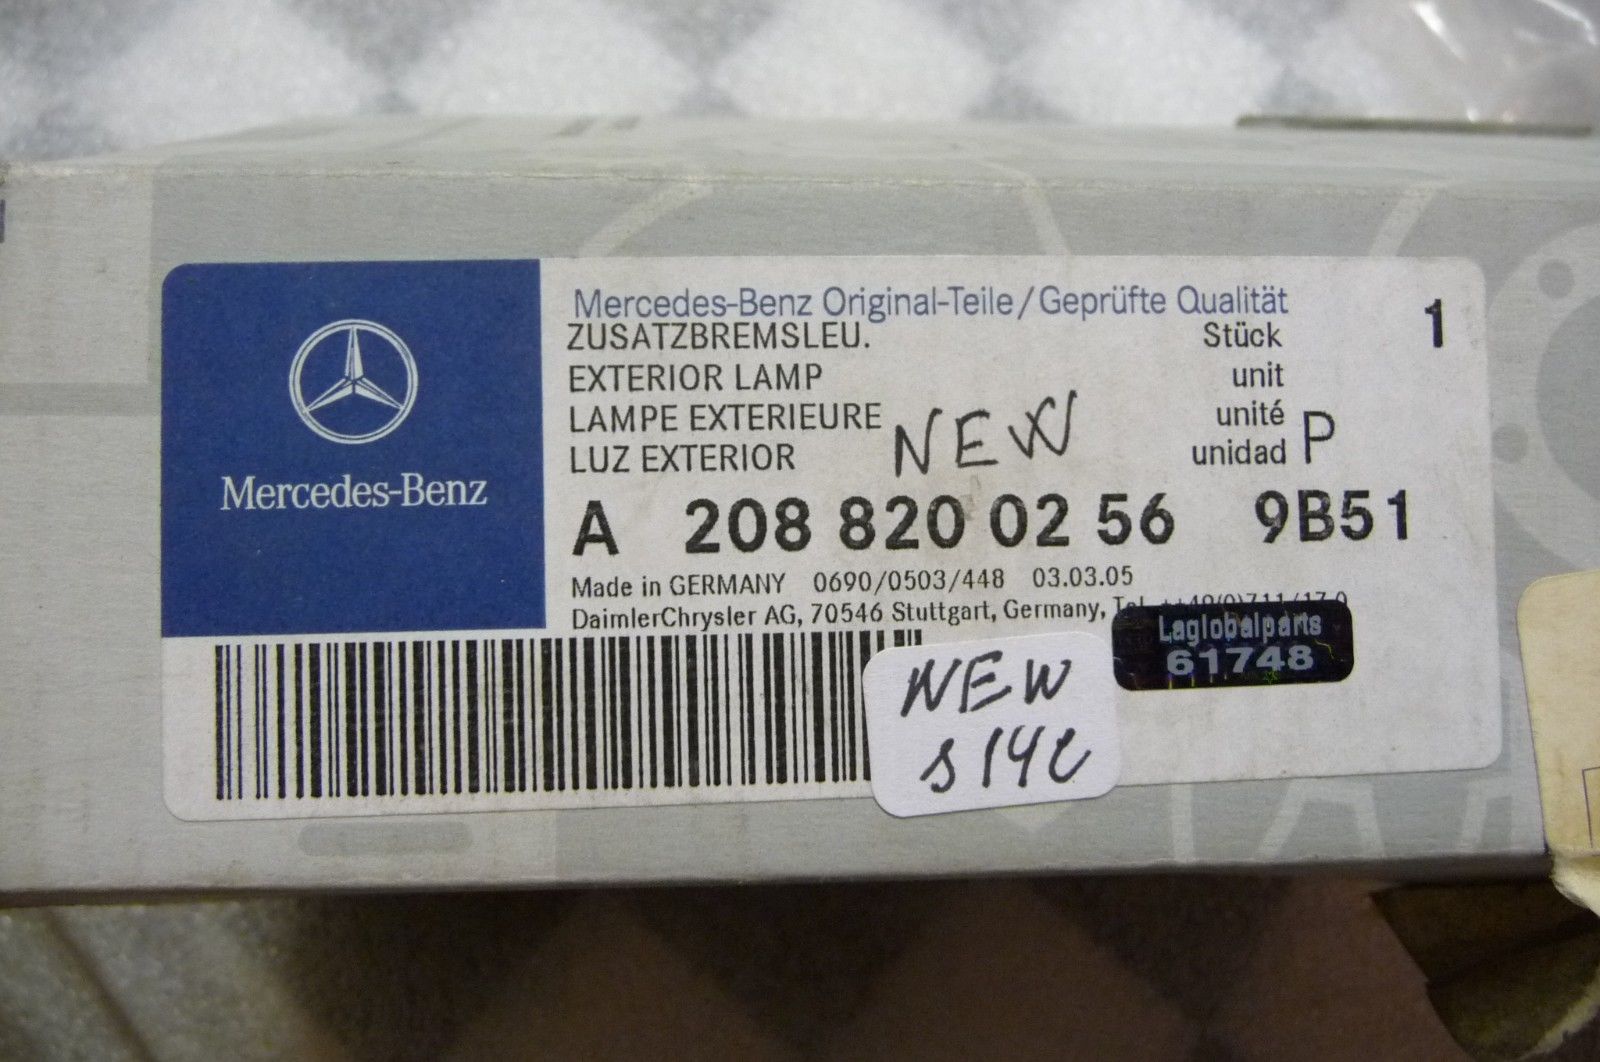 Mercedes-Benz
Mercedes-Benz Original-Teile/Geprüfte Qualität
ZUSATZBREMSLEU. Stück 1
EXTERIOR LAMP unit
LAMPE EXTERIEURE unité
LUZ EXTERIOR NEW unidad P
A 208 820 02 56 9B51
Made in GERMANY 0690/0503/448 03.03.05
DaimlerChrysler AG, 70546 Stuttgart, Germany,
Laglobalparts
61748
NEW
S14C